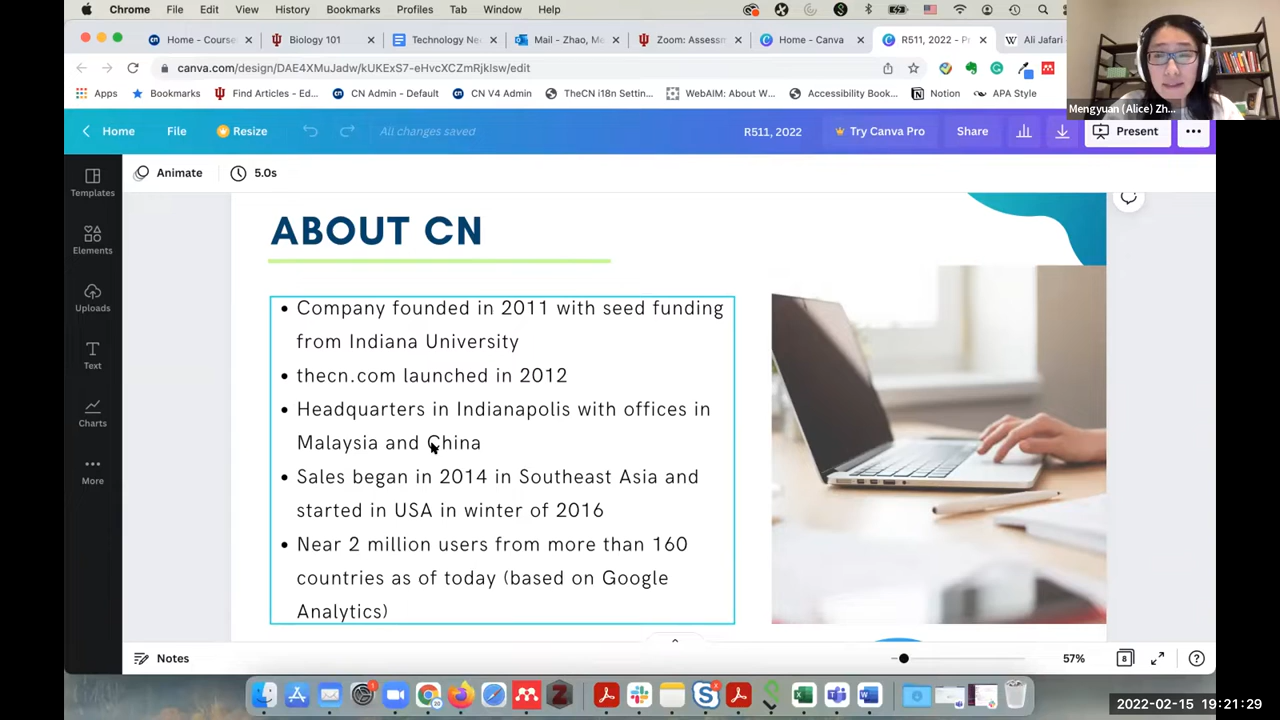 Chrome File Edit View History Bookmarks Profiles Tab Window Help
Home - Course
Biology 101
Technology Nee
Mail - Zhao, Me
Zoom: Assessm
Home - Canva
R511, 2022 - P
Ali Jafari
canva.com/design/DAE4XMuJadw/kUKExS7-eHvcXCZTRjkIsw/edit
Apps
Bookmarks
Find Articles - Ed...
CN Admin - Default
CN V4 Admin
TheCN i18n Settin...
WebAIM: About W...
Accessibility Book...
Notion
APA Style
Mengyuan (Alice) Zh...
Home
File
Resize
All changes saved
R511, 2022
Try Canva Pro
Share
Present
Animate
5.0s
Templates
Elements
Uploads
Text
Charts
More
ABOUT CN
• Company founded in 2011 with seed funding
from Indiana University
• thecn.com launched in 2012
• Headquarters in Indianapolis with offices in
Malaysia and China
• Sales began in 2014 in Southeast Asia and
started in USA in winter of 2016
• Near 2 million users from more than 160
countries as of today (based on Google
Analytics)
Notes
57%
8
2022-02-15 19:21:29